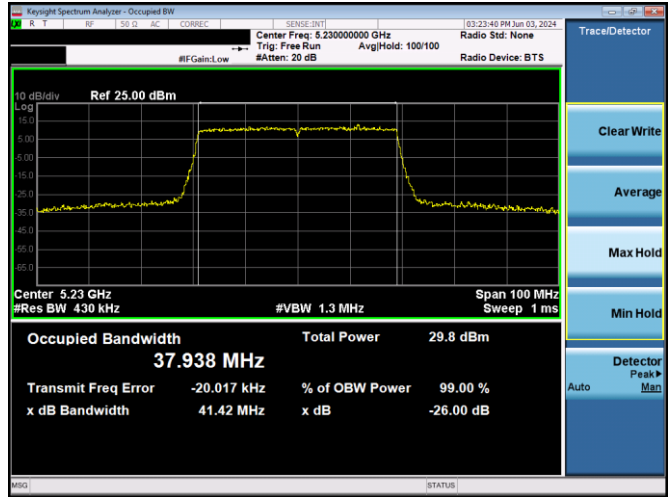 Keysight Spectrum Analyzer - Occupied BW
R T RF 50 Ω AC CORREC SENSE:INT 03:23:40 PM Jun 03, 2024
Center Freq: 5.230000000 GHz Radio Std: None
Trig: Free Run Avg|Hold: 100/100
#IFGain:Low #Atten: 20 dB Radio Device: BTS
Trace/Detector
10 dB/div Ref 25.00 dBm
Log
15.0
5.00
-5.00
-15.0
-25.0
-35.0
-45.0
-55.0
-65.0
Center 5.23 GHz Span 100 MHz
#Res BW 430 kHz #VBW 1.3 MHz Sweep 1 ms
Occupied Bandwidth Total Power 29.8 dBm
37.938 MHz
Transmit Freq Error -20.017 kHz % of OBW Power 99.00 %
x dB Bandwidth 41.42 MHz x dB -26.00 dB
Clear Write
Average
Max Hold
Min Hold
Detector
Peak
Auto Man
MSG STATUS